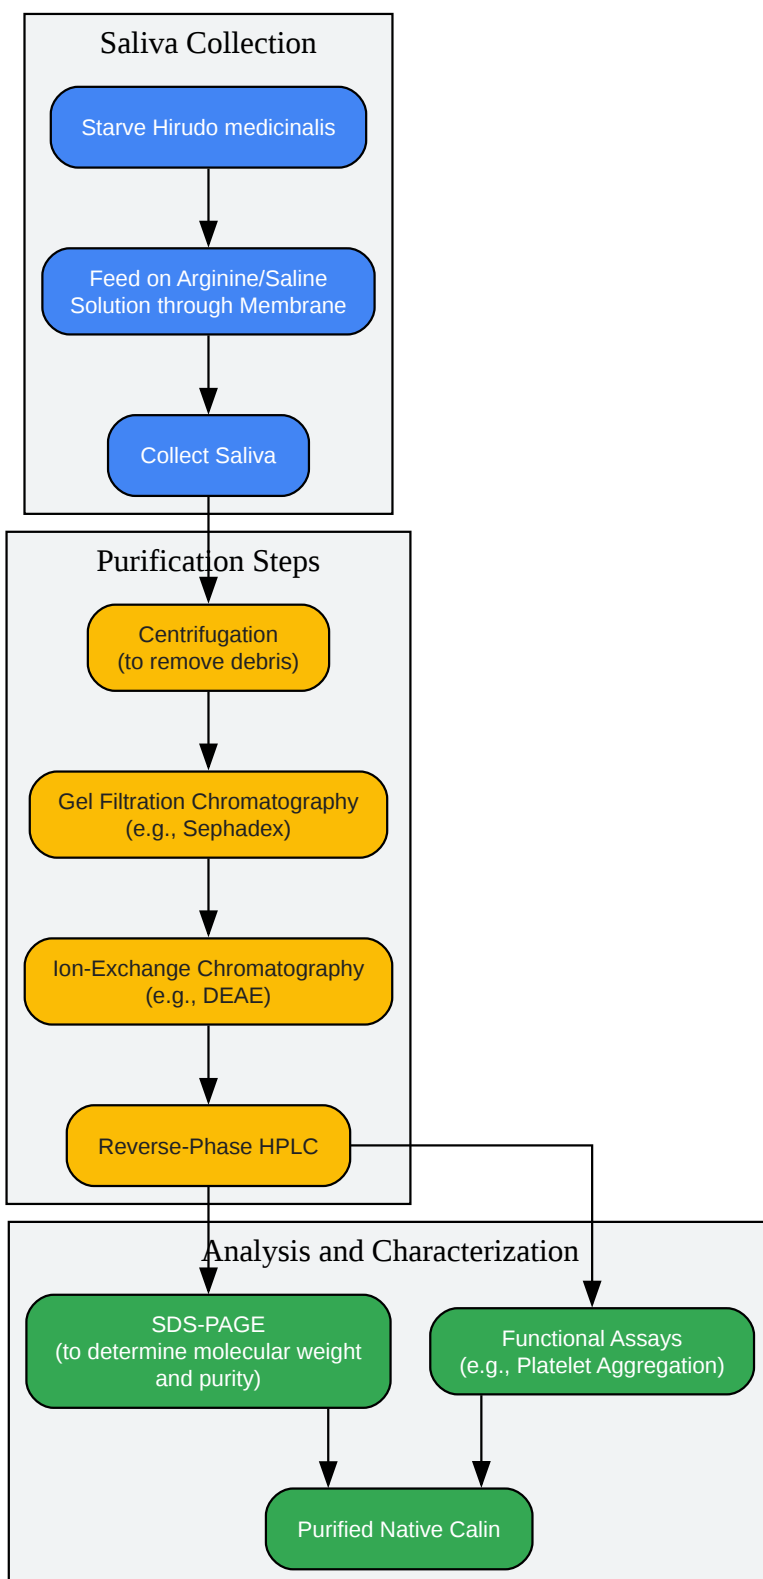 Saliva Collection
Starve Hirudo medicinalis
Feed on Arginine/Saline
Solution through Membrane
Collect Saliva
Purification Steps
Centrifugation
(to remove debris)
Gel Filtration Chromatography
(e.g., Sephadex)
Ion-Exchange Chromatography
(e.g., DEAE)
Reverse-Phase HPLC
Analysis and Characterization
SDS-PAGE
(to determine molecular weight
and purity)
Functional Assays
(e.g., Platelet Aggregation)
Purified Native Calin